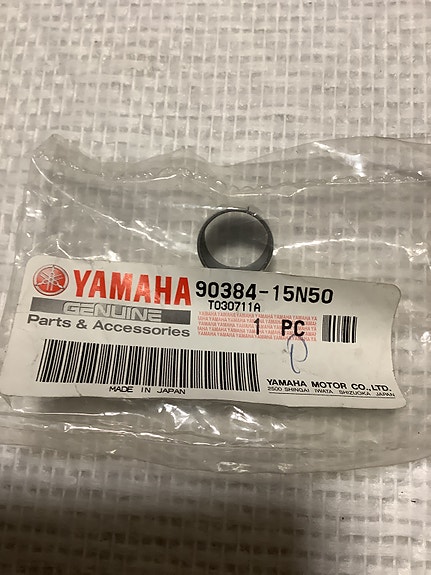 YAMAHA 90384-15N50
GENUINE T030711A
Parts & Accessories 1 PC
P
MADE IN JAPAN
YAMAHA MOTOR CO.,LTD.
2500 SHINGAI IWATA SHIZUOKA JAPAN